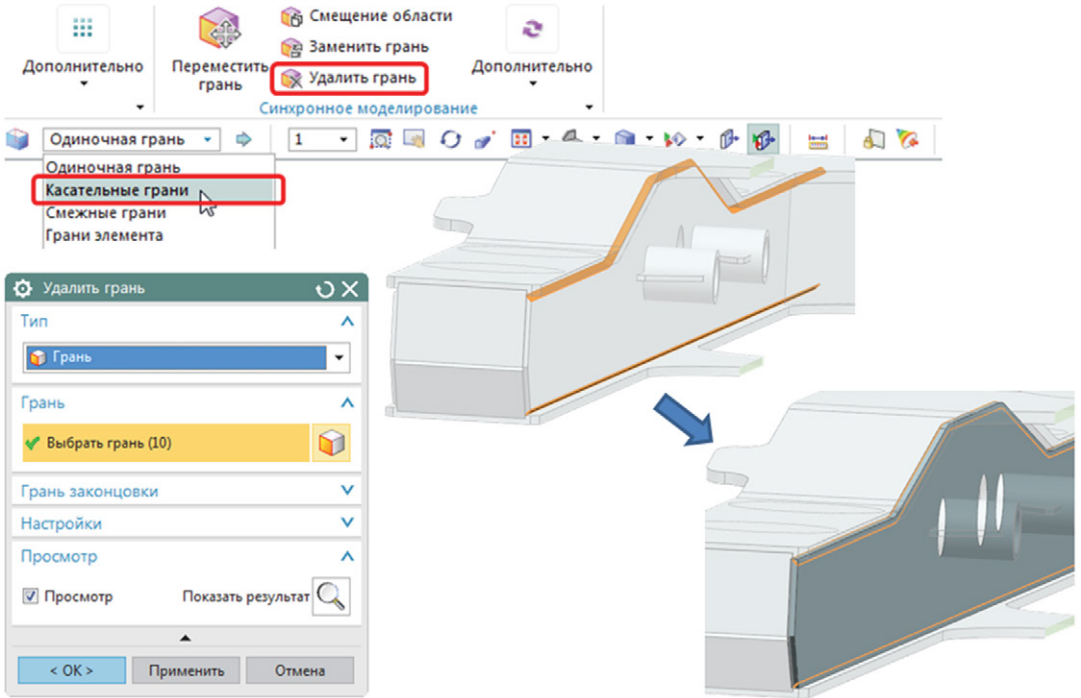 Дополнительно
Переместить грань
Смещение области
Заменить грань
Удалить грань
Дополнительно
Синхронное моделирование
Одиночная грань
1
Одиночная грань
Касательные грани
Смежные грани
Грани элемента
Удалить грань
Тип
Грань
Грань
Выбрать грань (10)
Грань законцовки
Настройки
Просмотр
Просмотр
Показать результат
< OK >
Применить
Отмена